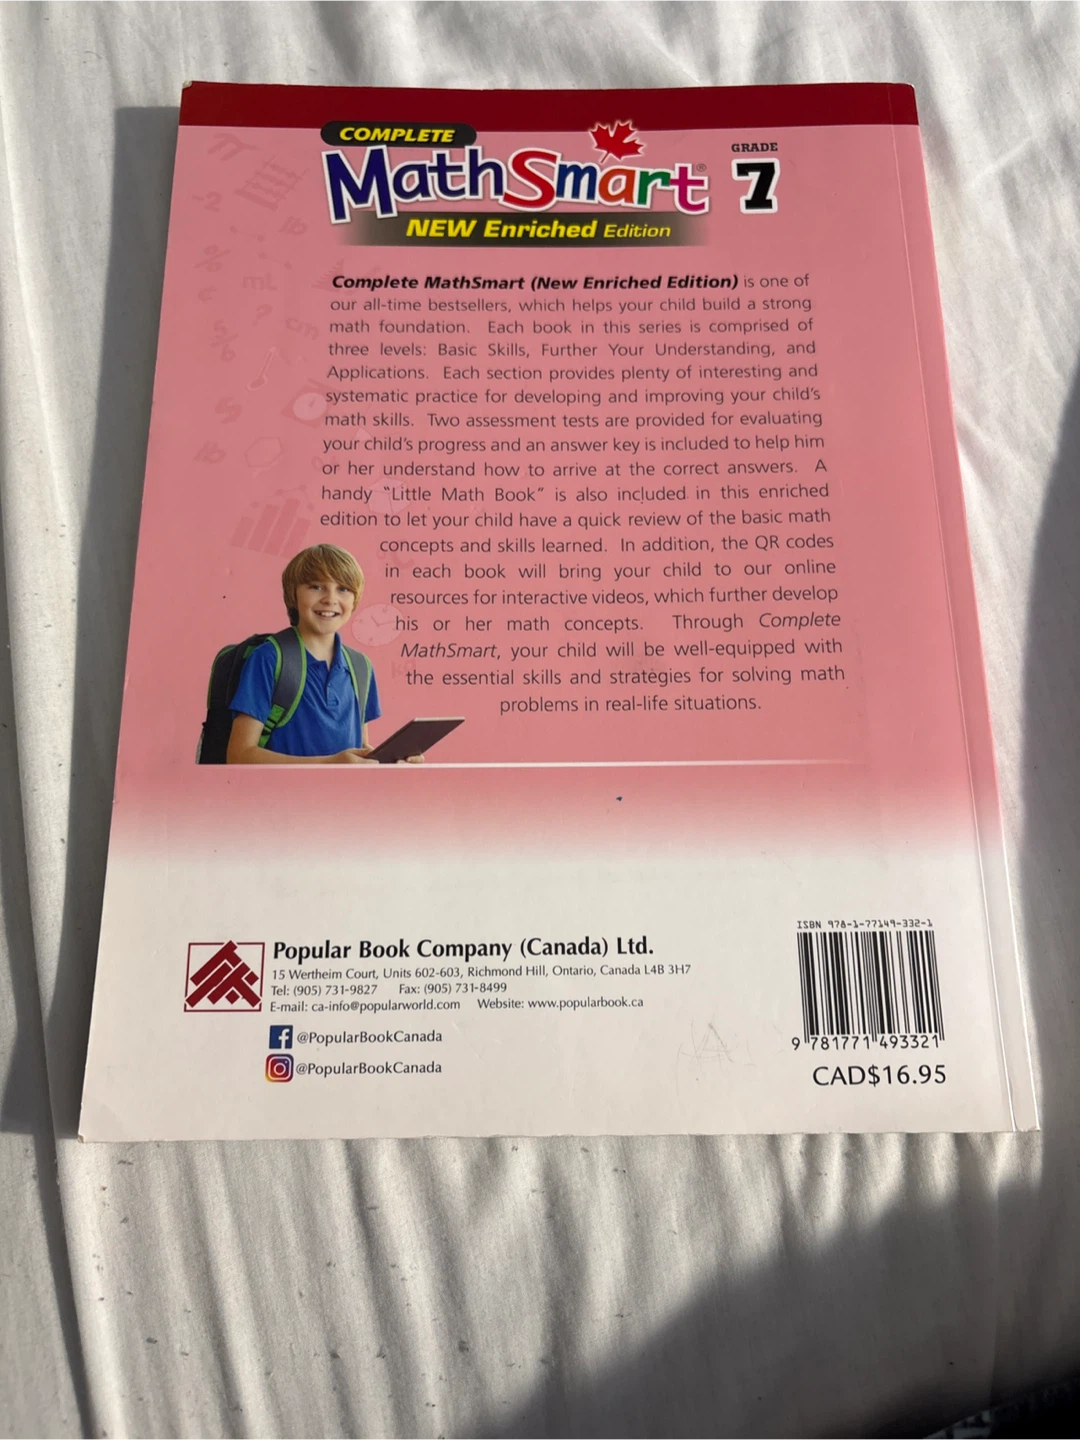 COMPLETE
MathSmart®
GRADE
7
NEW Enriched Edition
Complete MathSmart (New Enriched Edition) is one of
our all-time bestsellers, which helps your child build a strong
math foundation. Each book in this series is comprised of
three levels: Basic Skills, Further Your Understanding, and
Applications. Each section provides plenty of interesting and
systematic practice for developing and improving your child's
math skills. Two assessment tests are provided for evaluating
your child's progress and an answer key is included to help him
or her understand how to arrive at the correct answers. A
handy "Little Math Book" is also included in this enriched
edition to let your child have a quick review of the basic math
concepts and skills learned. In addition, the QR codes
in each book will bring your child to our online
resources for interactive videos, which further develop
his or her math concepts. Through Complete
MathSmart, your child will be well-equipped with
the essential skills and strategies for solving math
problems in real-life situations.
Popular Book Company (Canada) Ltd.
15 Wertheim Court, Units 602-603, Richmond Hill, Ontario, Canada L4B 3H7
Tel: (905) 731-9827 Fax: (905) 731-8499
E-mail: ca-info@popularworld.com Website: www.popularbook.ca
@PopularBookCanada
@PopularBookCanada
ISBN 978-1-77149-332-1
9 781771 493321
CAD$16.95